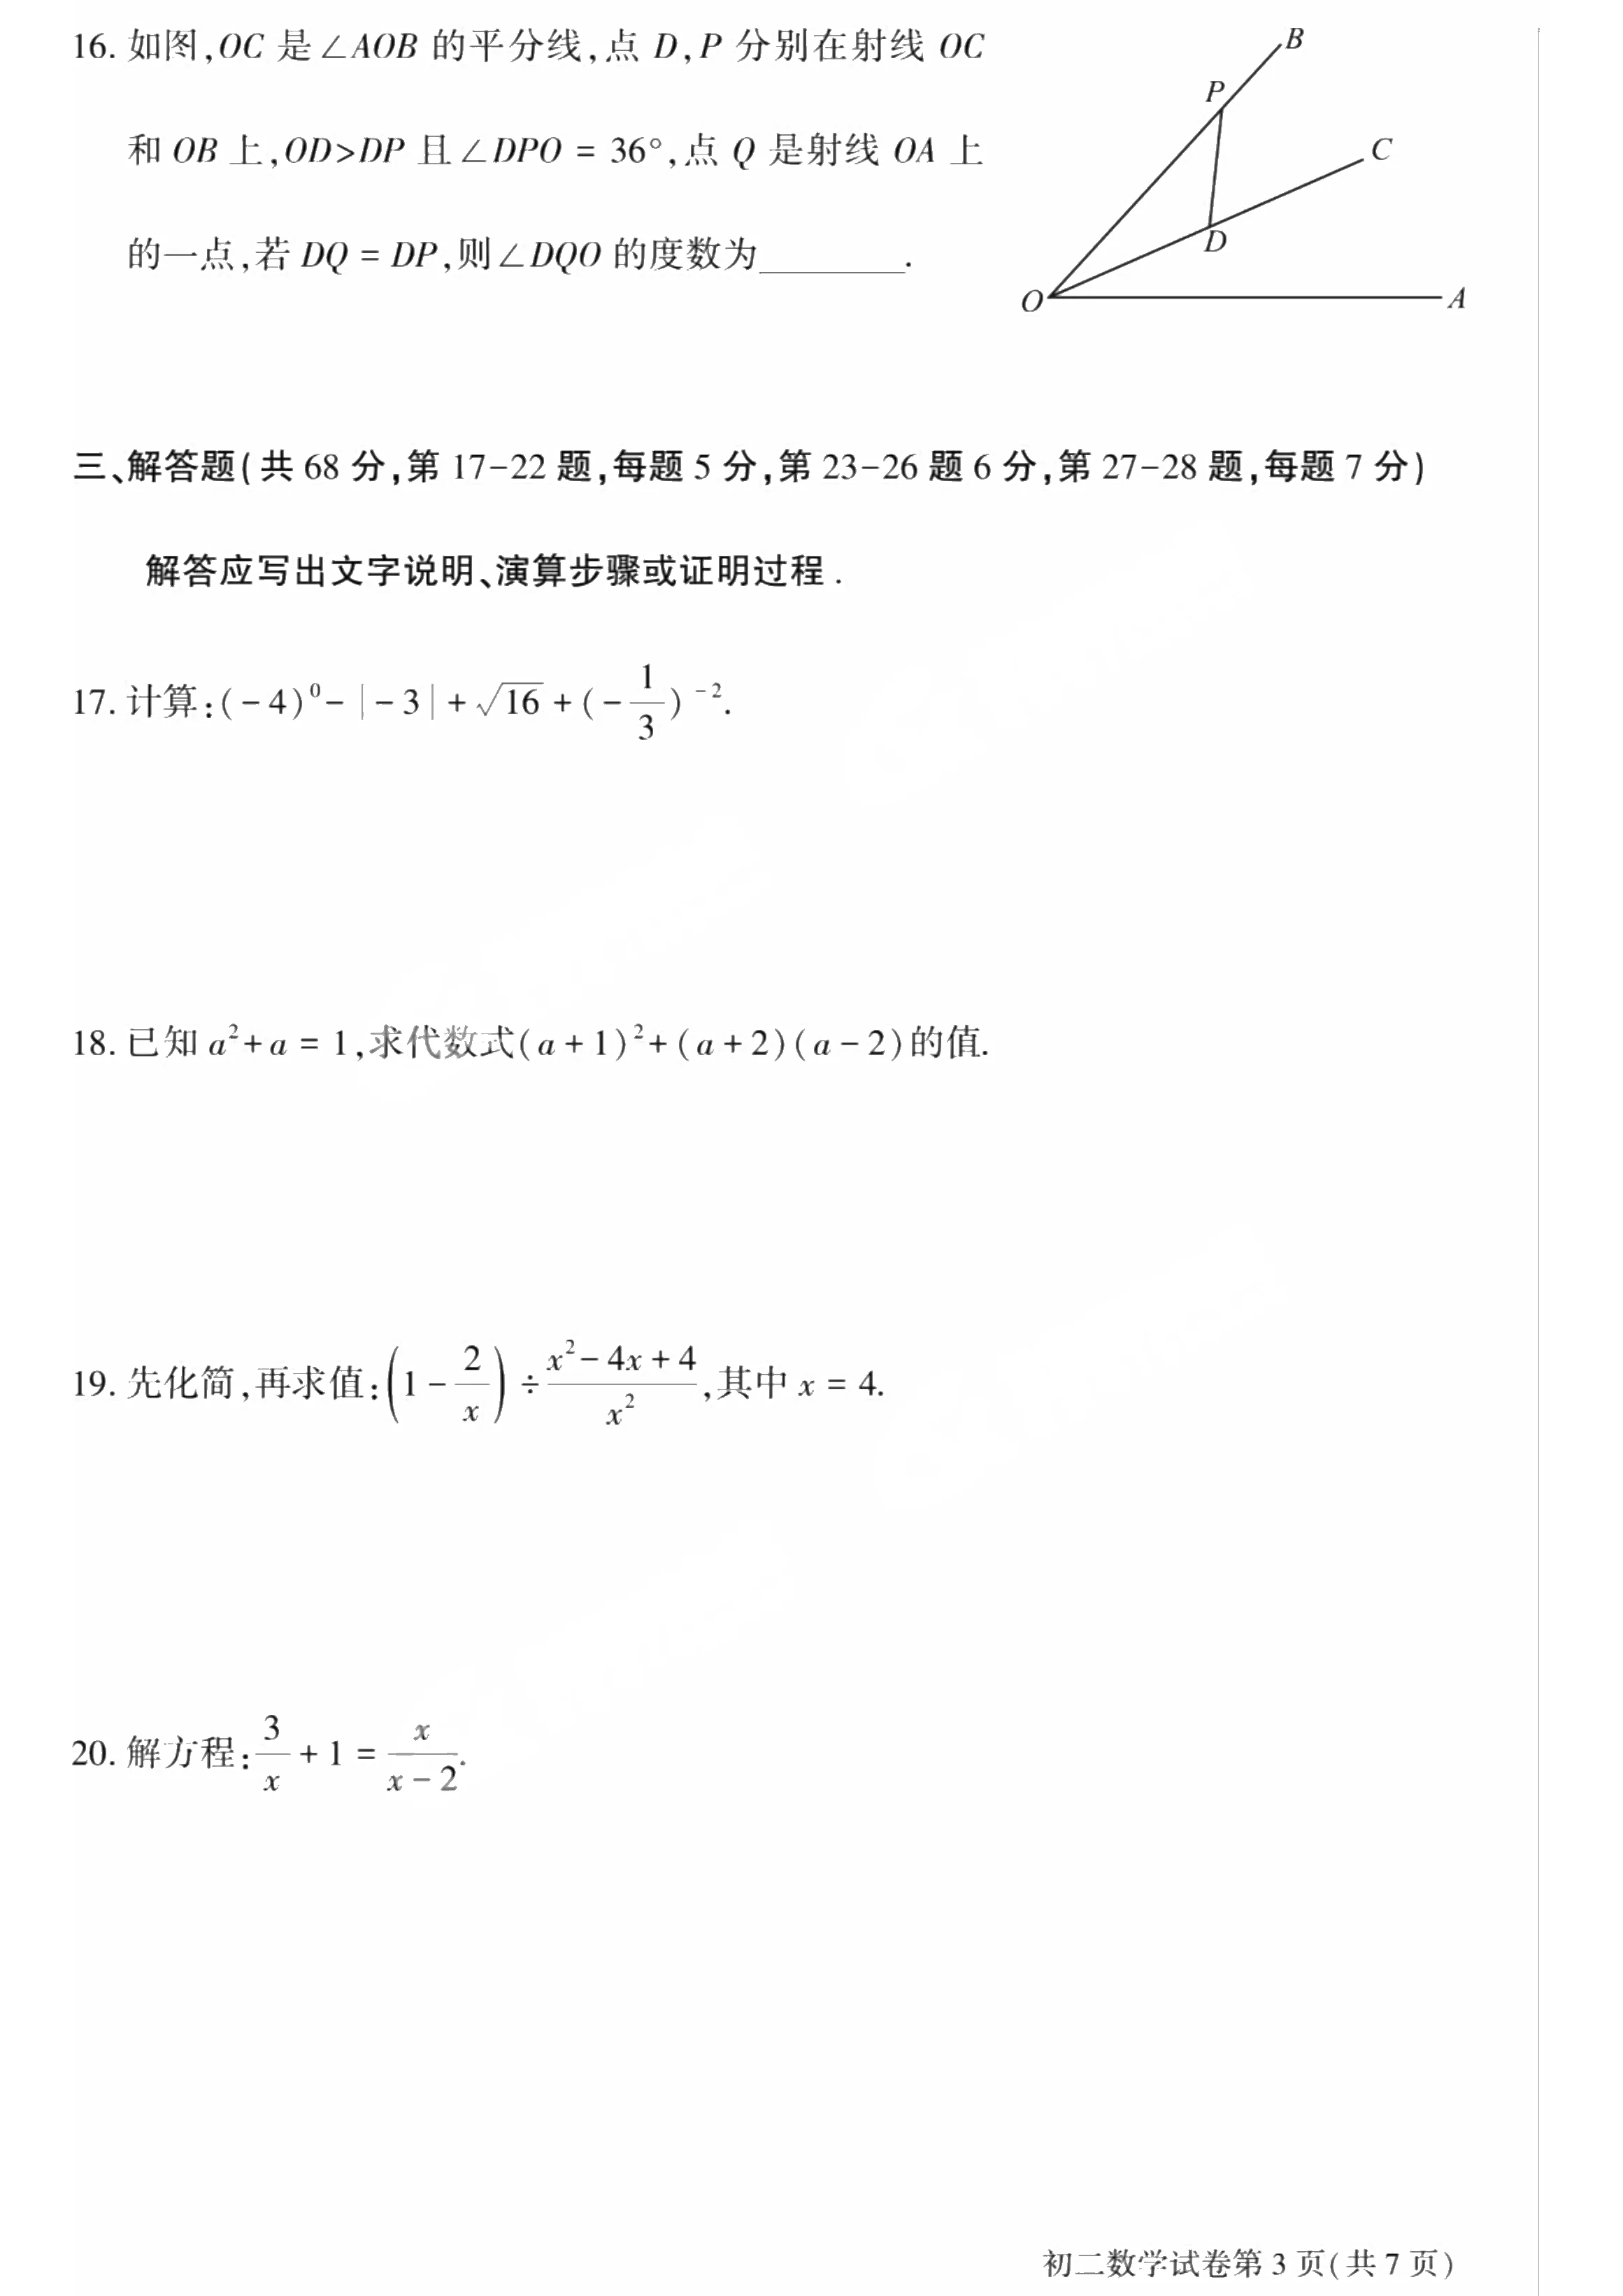 16. 如图,OC 是∠AOB 的平分线,点 D,P 分别在射线 OC
和 OB 上,OD>DP 且∠DPO = 36°,点 Q 是射线 OA 上
的一点,若 DQ = DP,则∠DQO 的度数为________.
B
P
C
D
O
A
三、解答题(共 68 分,第 17-22 题,每题 5 分,第 23-26 题 6 分,第 27-28 题,每题 7 分)
解答应写出文字说明、演算步骤或证明过程.
17. 计算:(-4)⁰-|-3|+√16+(-1/3)⁻².
18. 已知 a²+a = 1,求代数式(a+1)²+(a+2)(a-2)的值.
19. 先化简,再求值:(1-2/x)÷(x²-4x+4)/x²,其中 x = 4.
20. 解方程:3/x+1=x/(x-2).
初二数学试卷第 3 页(共 7 页)